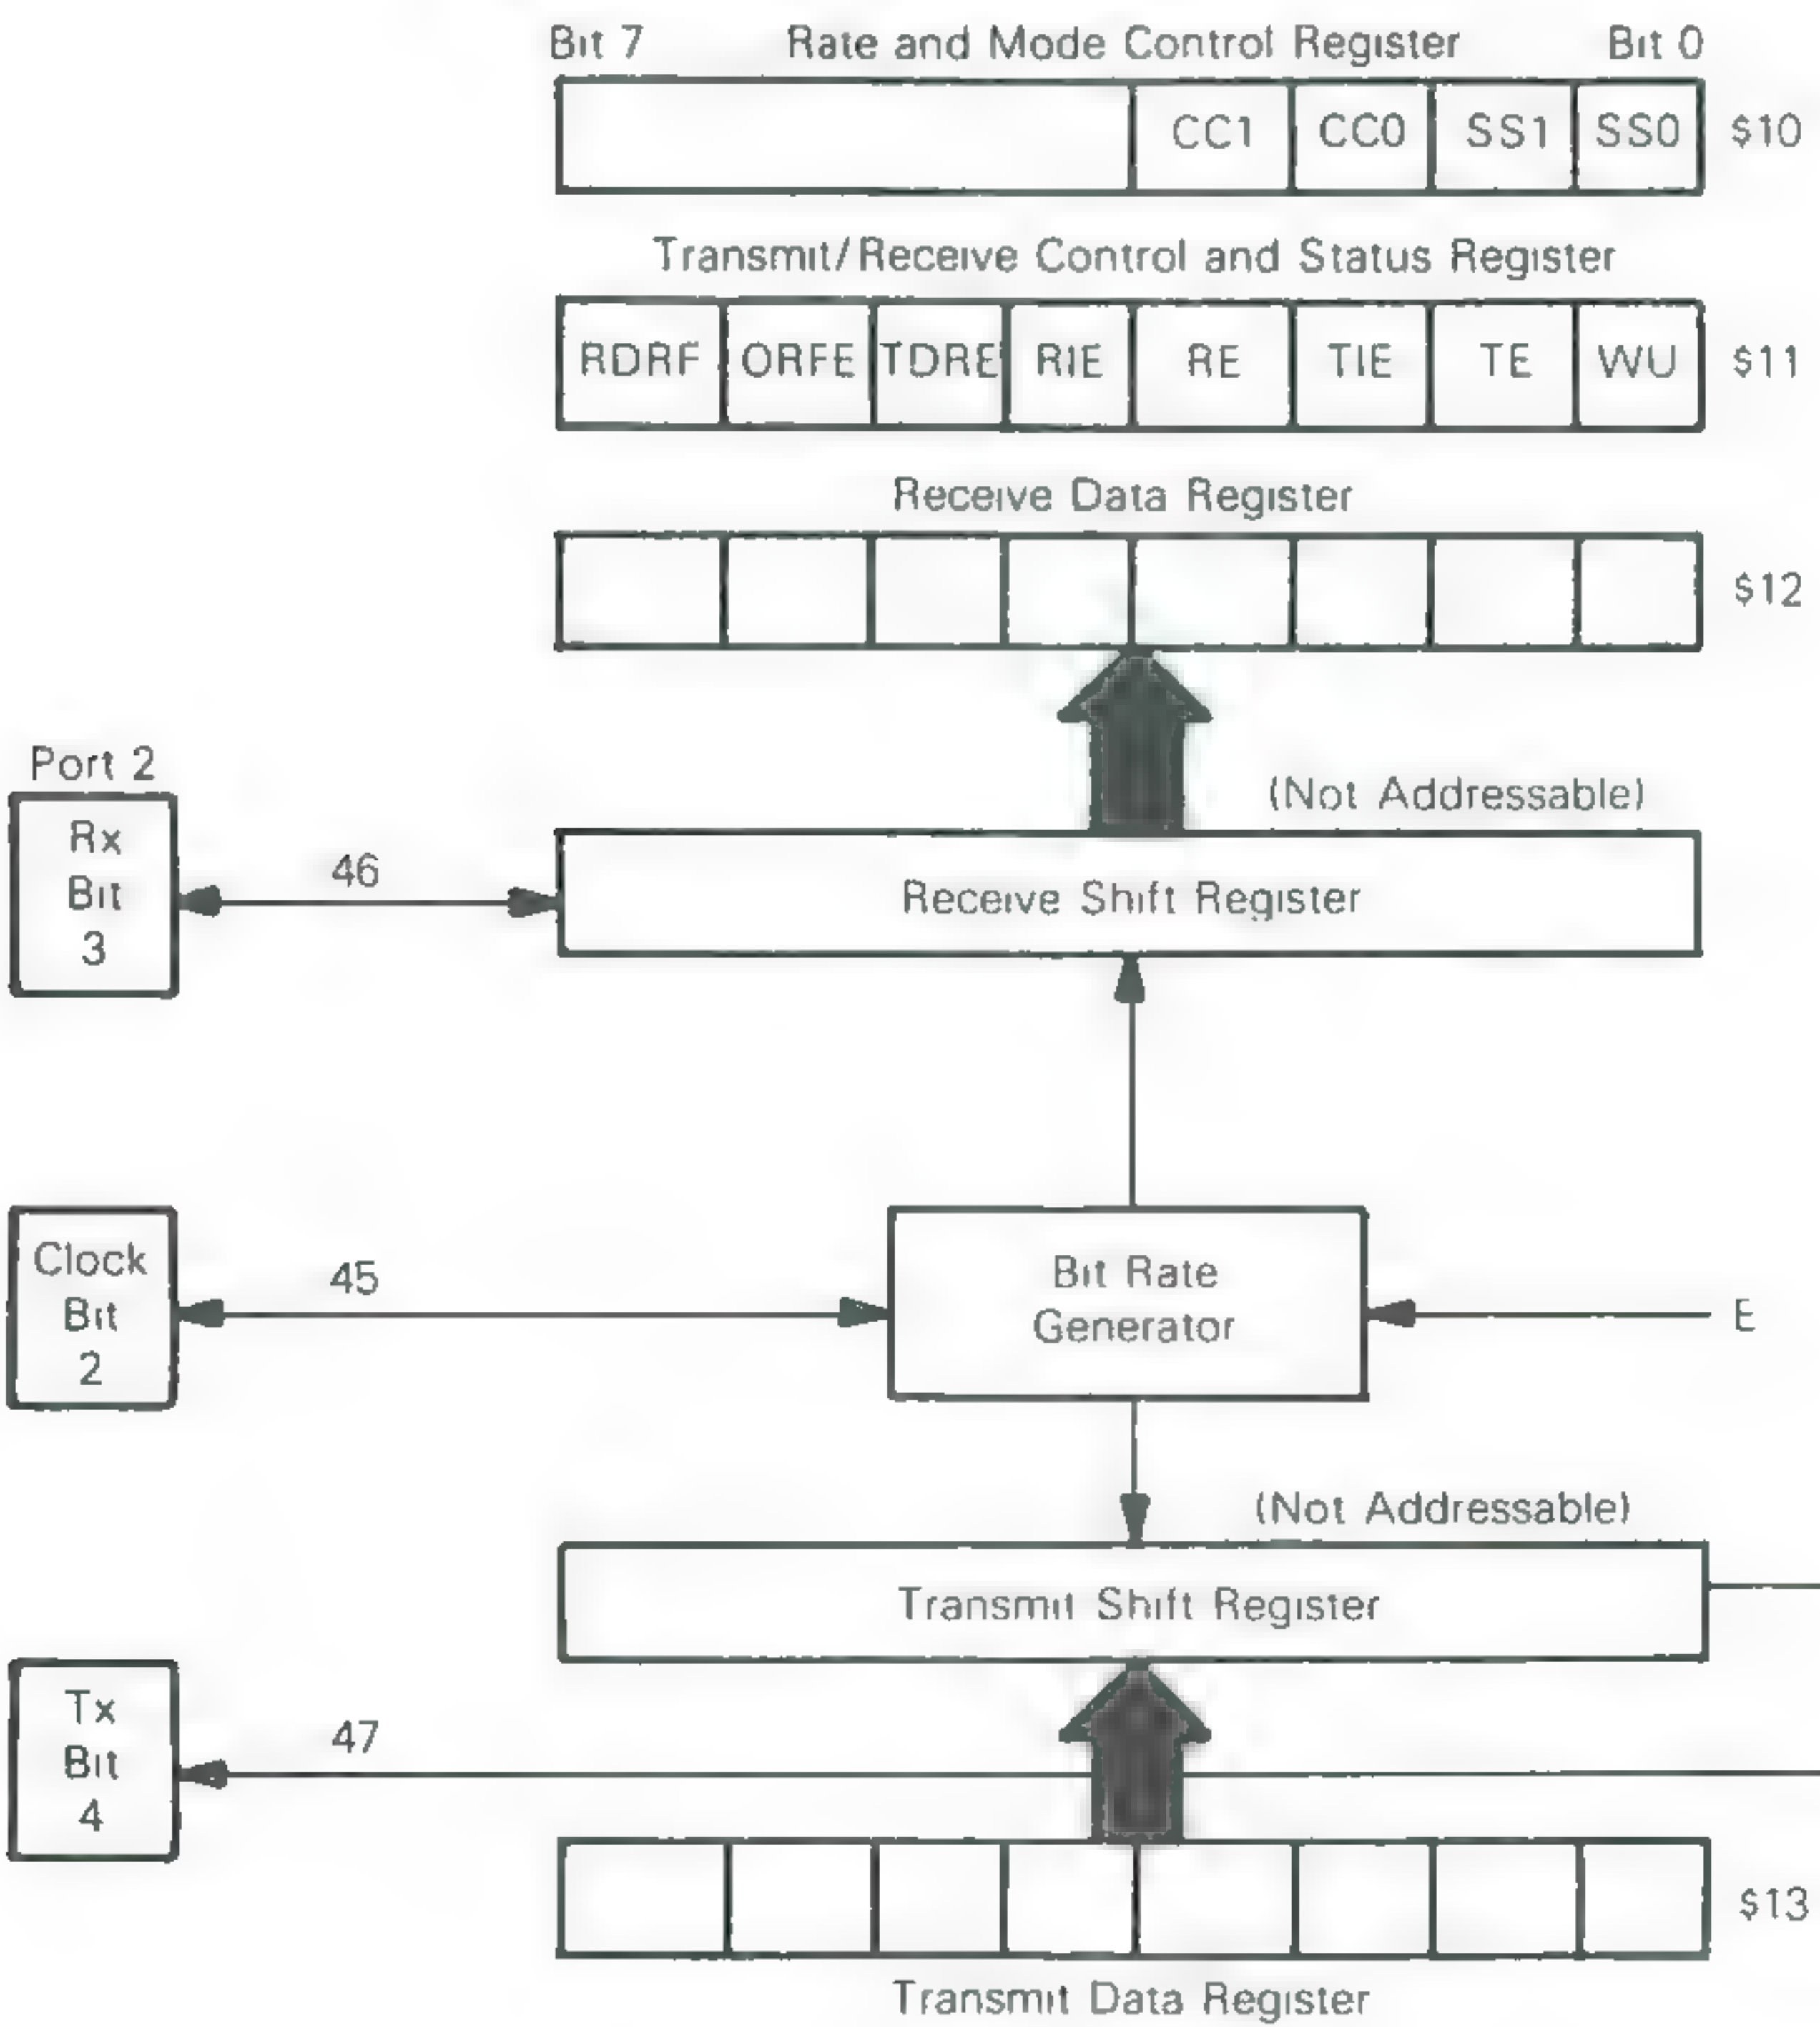 Bit 7 Rate and Mode Control Register Bit 0
CC1 CC0 SS1 SS0 $10
Transmit/Receive Control and Status Register
RDRF ORFE TDRE RIE RE TIE TE WU $11
Receive Data Register
$12
Port 2
(Not Addressable)
Rx
Bit
3
46
Receive Shift Register
Clock
Bit
2
45
Bit Rate
Generator
E
(Not Addressable)
Transmit Shift Register
Tx
Bit
4
47
$13
Transmit Data Register